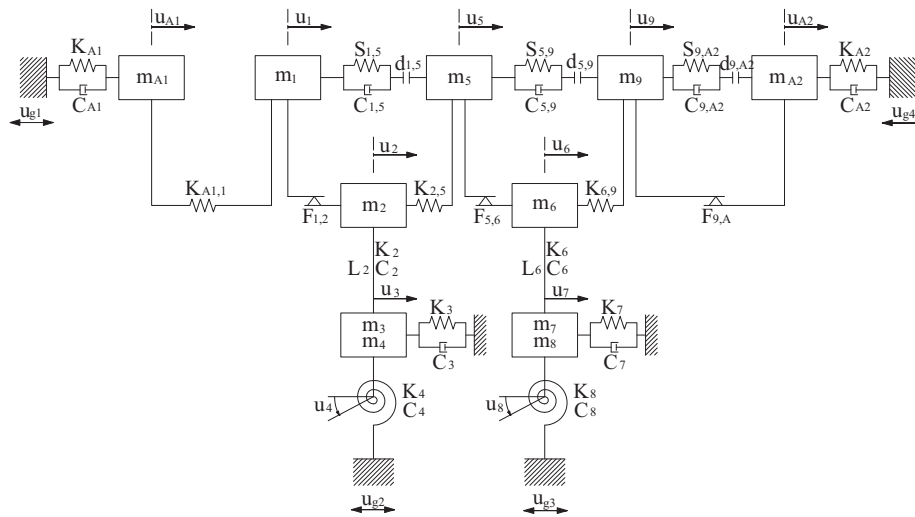 u_A1 u_1 u_5 u_9 u_A2
K_A1 S_1,5 S_5,9 S_9,A2 K_A2
d_1,5 d_5,9 d_9,A2
m_A1 m_1 m_5 m_9 m_A2
C_A1 C_1,5 C_5,9 C_9,A2 C_A2
u_g1 u_g4
u_2 u_6
K_A1,1 K_2,5 K_6,9
m_2 m_6
F_1,2 F_5,6 F_9,A
K_2 K_6
L_2 C_2 L_6 C_6
u_3 u_7
K_3 K_7
m_3 m_7
m_4 m_8
C_3 C_7
K_4 K_8
u_4 C_4 u_8 C_8
u_g2 u_g3